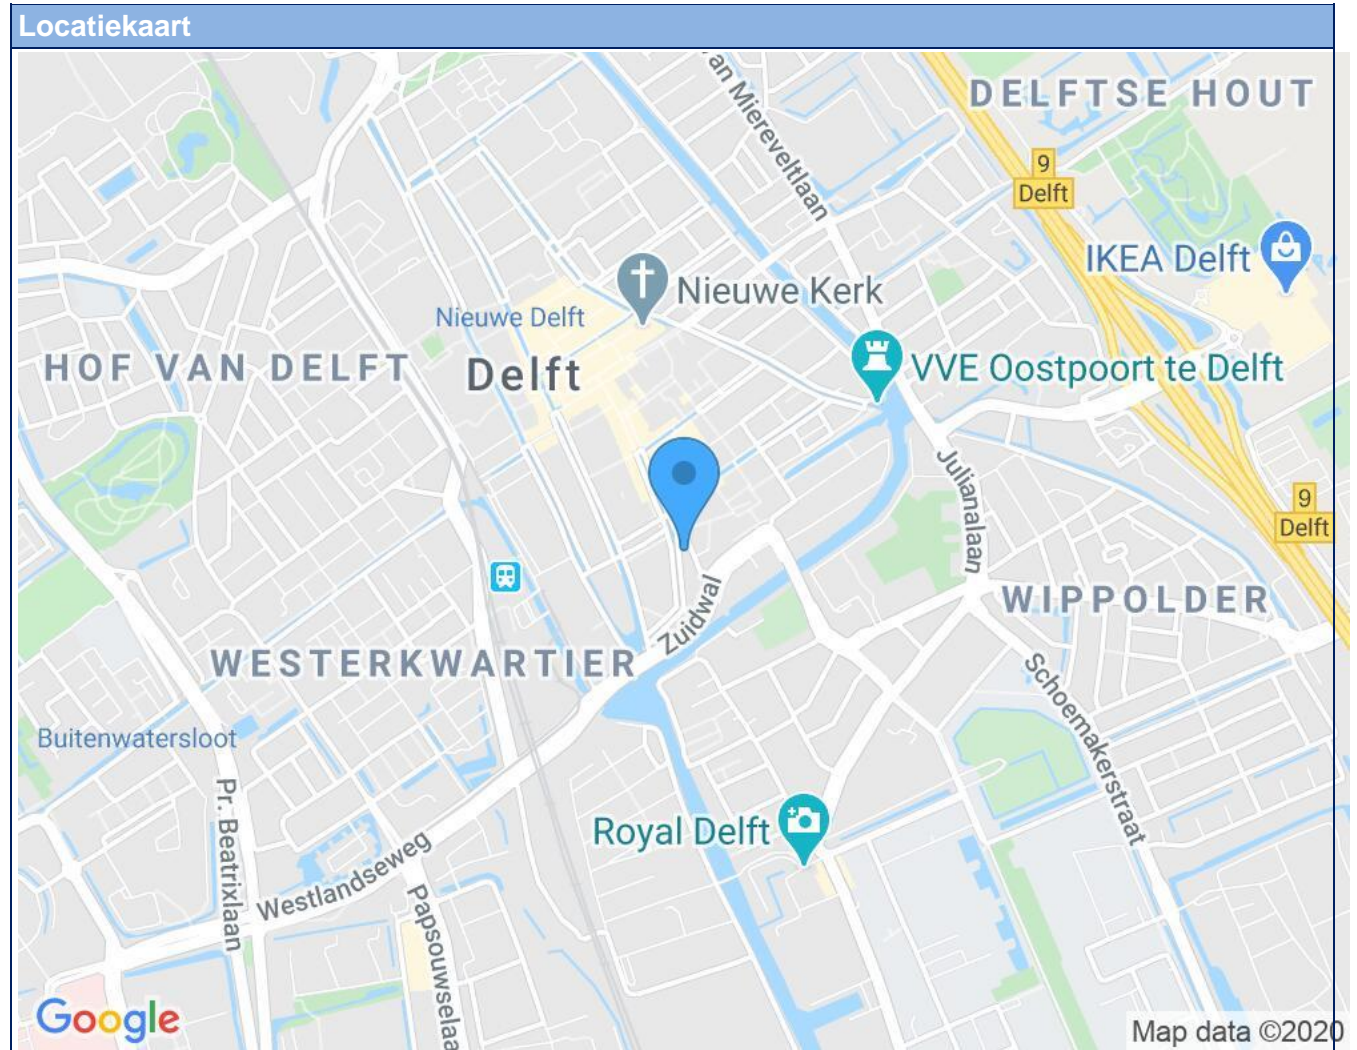 Locatiekaart
DELFTSE HOUT
an Miereveltlaan
9
Delft
IKEA Delft
Nieuwe Kerk
Nieuwe Delft
HOF VAN DELFT
Delft
VVE Oostpoort te Delft
Julianalaan
9
Delft
WIPPOLDER
Zuidwal
WESTERKWARTIER
Schoemakerstraat
Buitenwatersloot
Pr. Beatrixlaan
Royal Delft
Westlandseweg
Papsouwselaa
Google
Map data ©2020